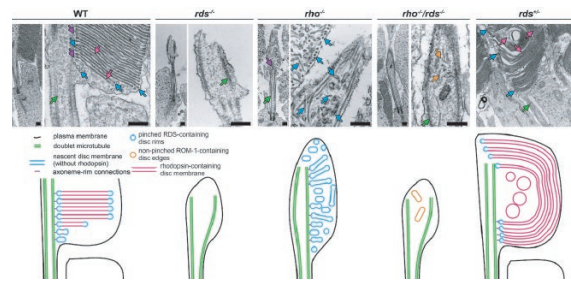 WT
rds-/-
rho-/-
rho-/-/rds-/-
rds+/-
plasma membrane
doublet microtubule
nascent disc membrane
(without rhodopsin)
axoneme-rim connections
pinched RDS-containing
disc rims
non-pinched ROM-1-containing
disc edges
rhodopsin-containing
disc membrane